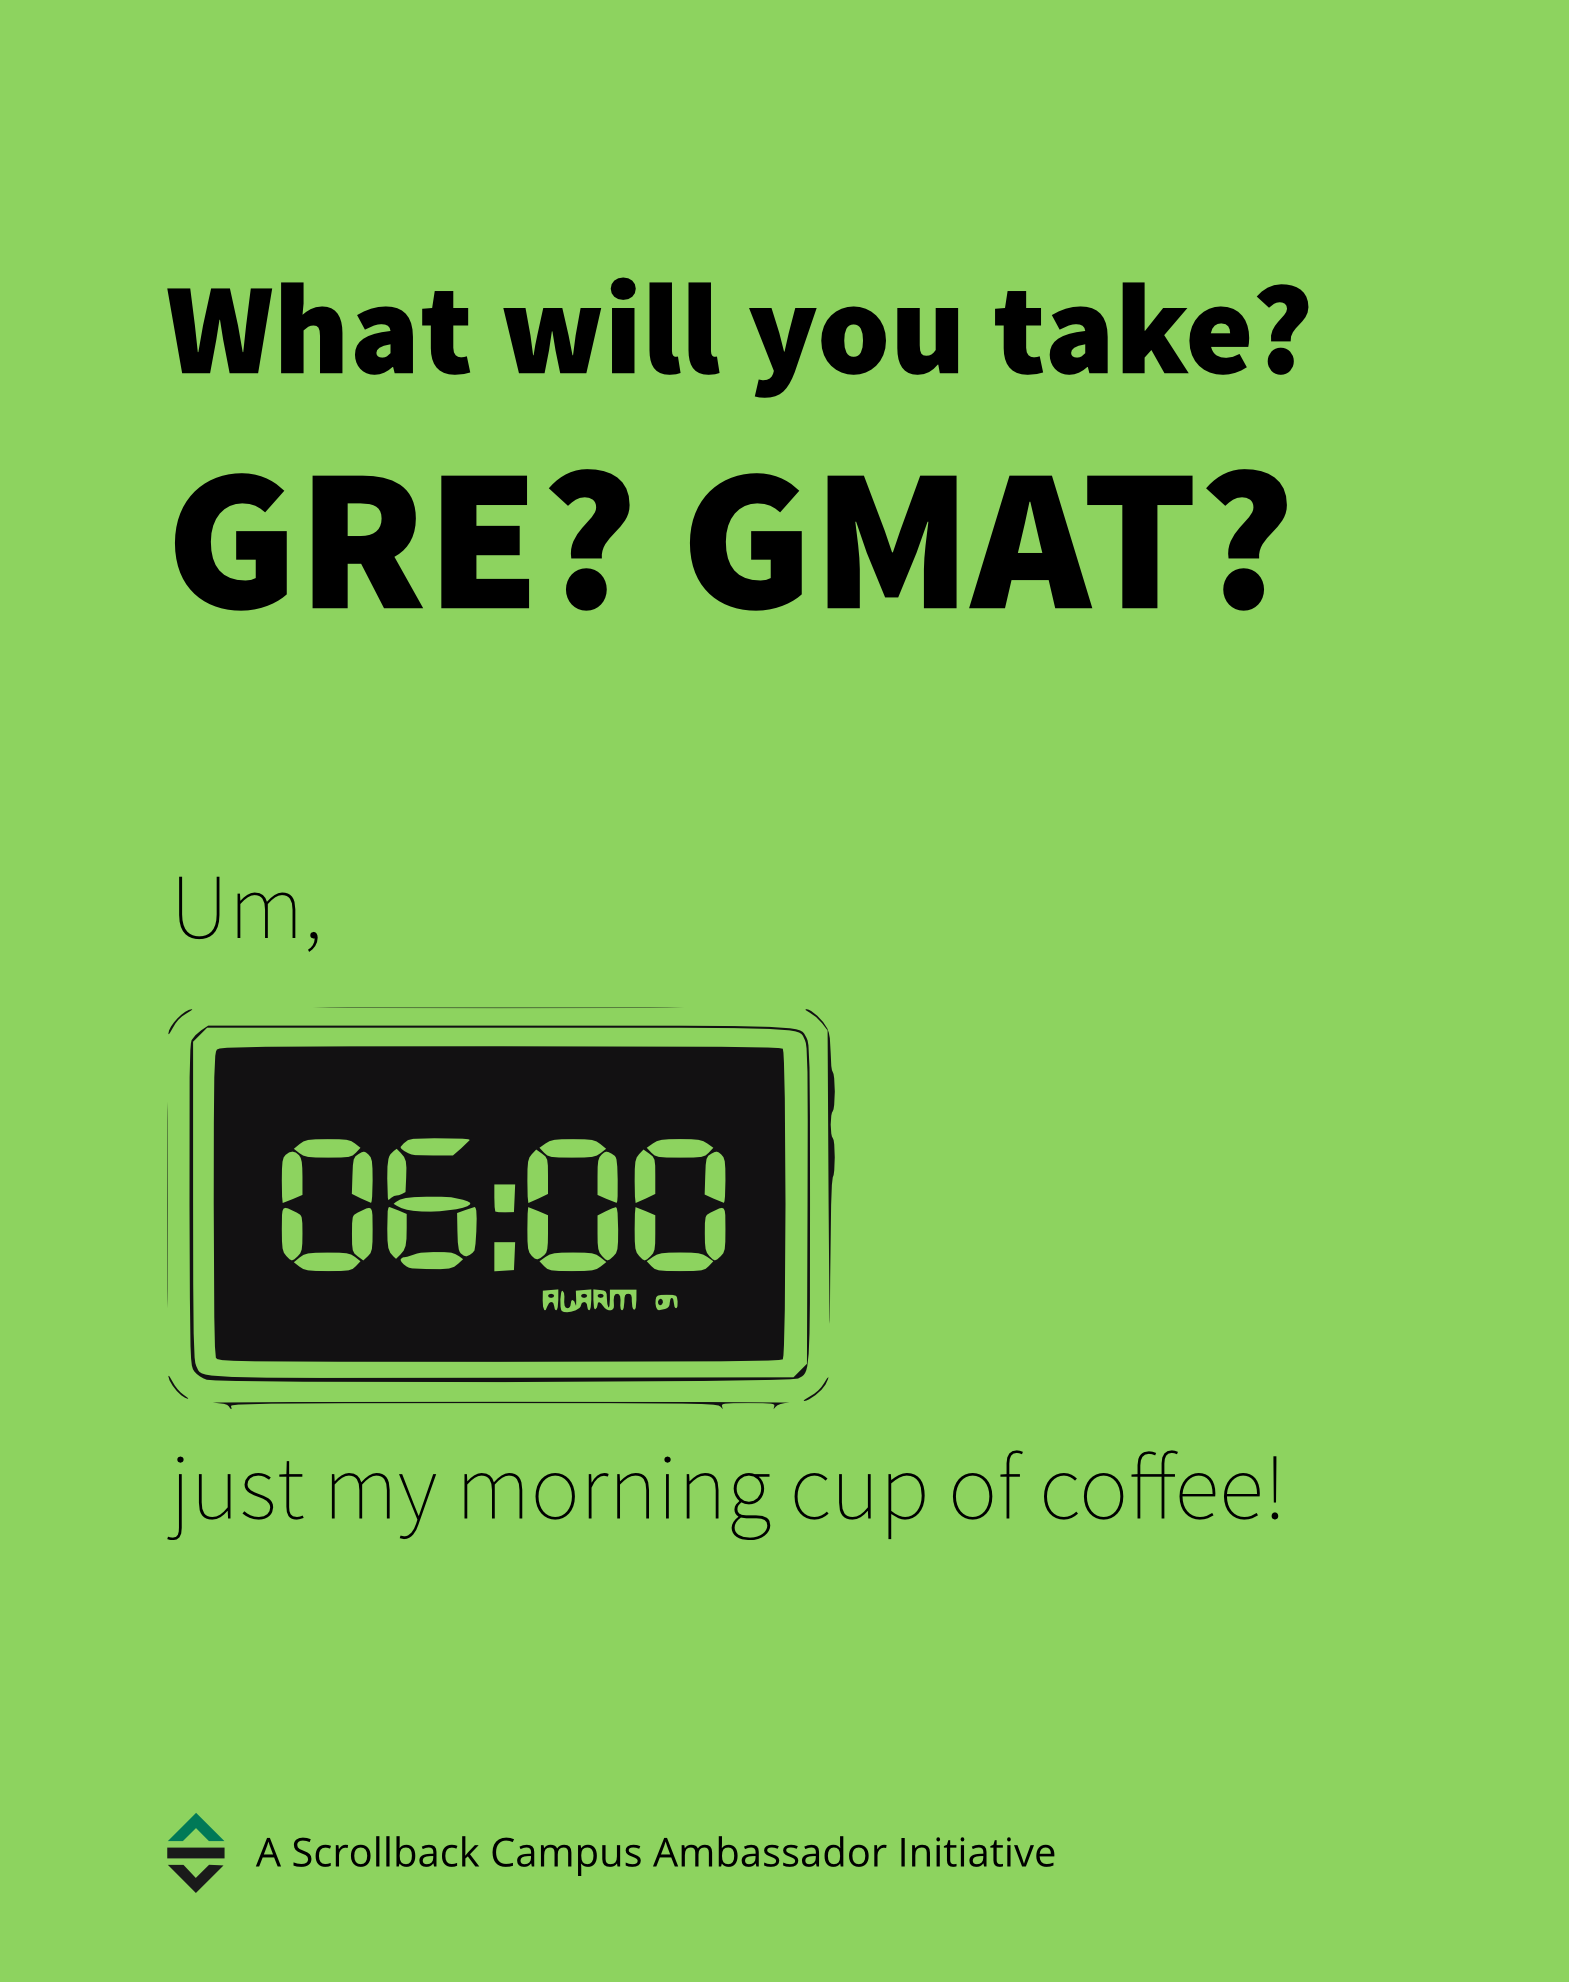 What will you take?
GRE? GMAT?
Um,
06:00
ALARM on
just my morning cup of coffee!
A Scrollback Campus Ambassador Initiative